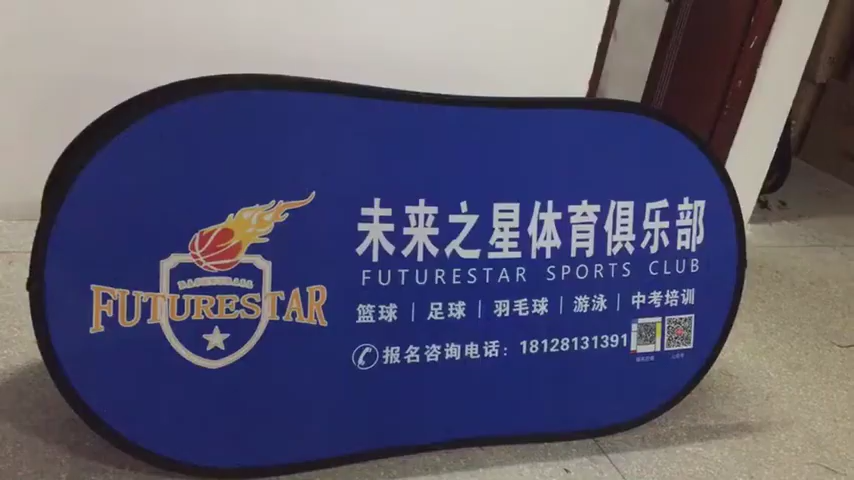 BASKETBALL
FUTURESTAR
未来之星体育俱乐部
FUTURESTAR SPORTS CLUB
篮球 | 足球 | 羽毛球 | 游泳 | 中考培训
报名咨询电话：18128131391